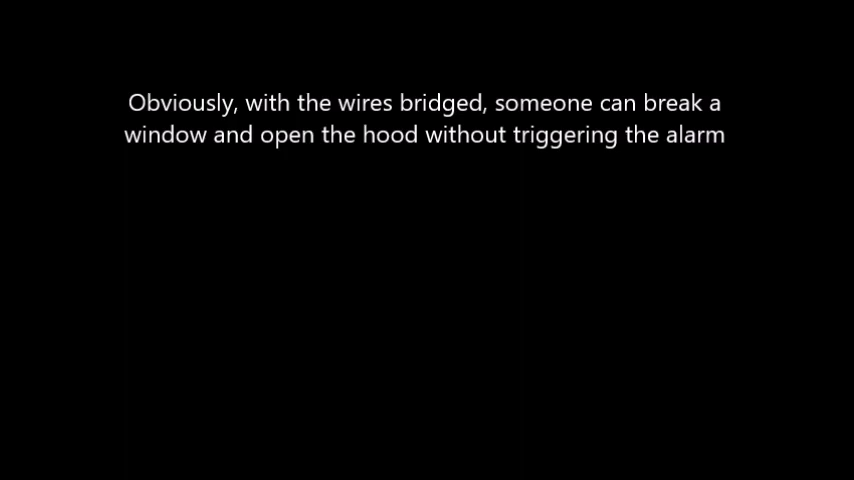 Obviously, with the wires bridged, someone can break a
window and open the hood without triggering the alarm